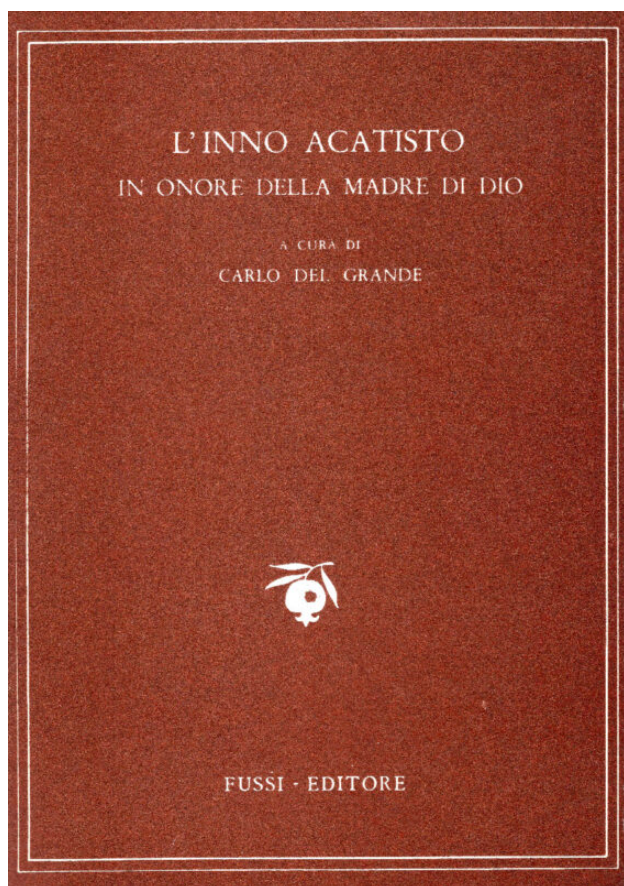 L'INNO ACATISTO
IN ONORE DELLA MADRE DI DIO
A CURA DI
CARLO DEL GRANDE
FUSSI - EDITORE